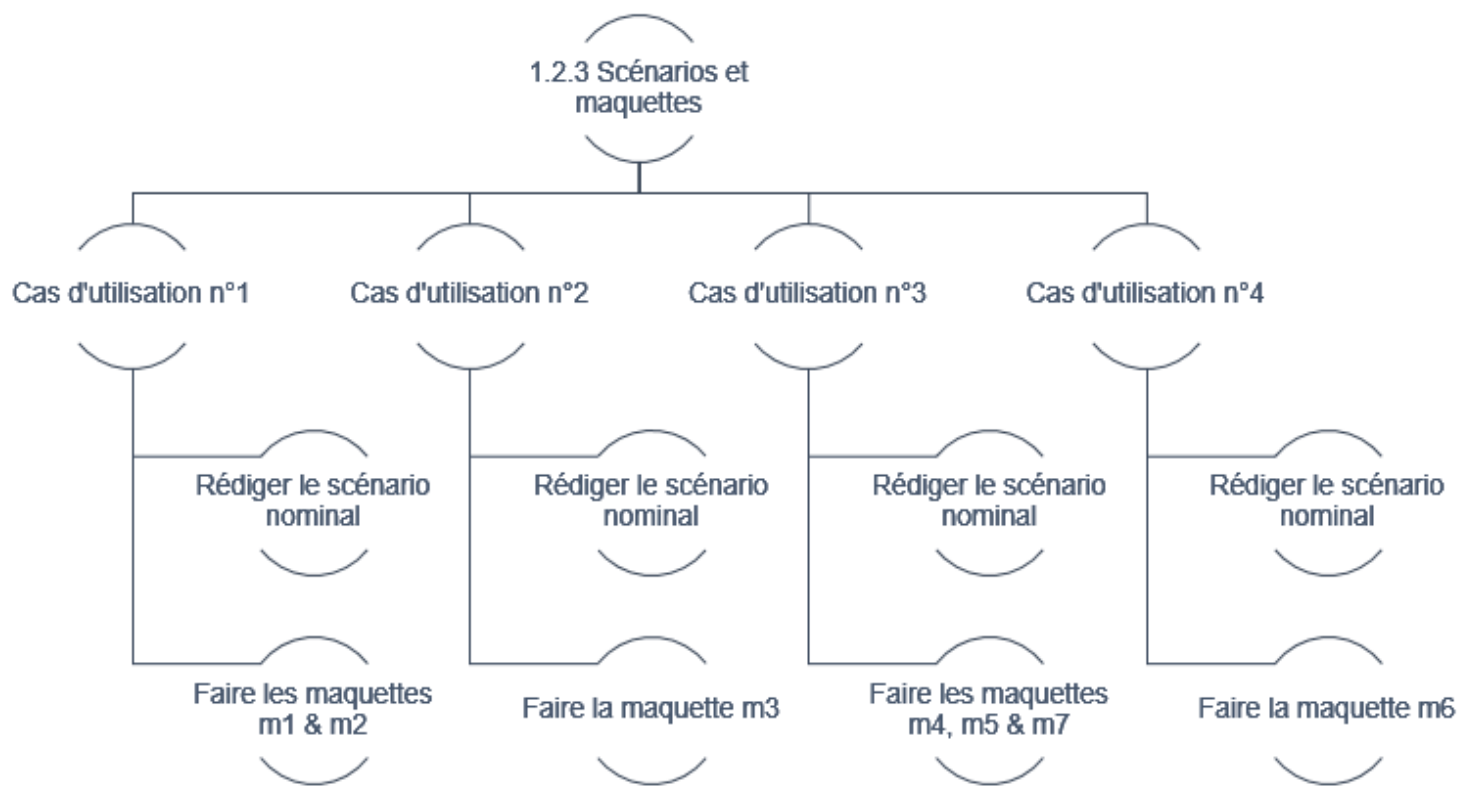 1.2.3 Scénarios et
maquettes
Cas d'utilisation n°1
Cas d'utilisation n°2
Cas d'utilisation n°3
Cas d'utilisation n°4
Rédiger le scénario
nominal
Rédiger le scénario
nominal
Rédiger le scénario
nominal
Rédiger le scénario
nominal
Faire les maquettes
m1 & m2
Faire la maquette m3
Faire les maquettes
m4, m5 & m7
Faire la maquette m6